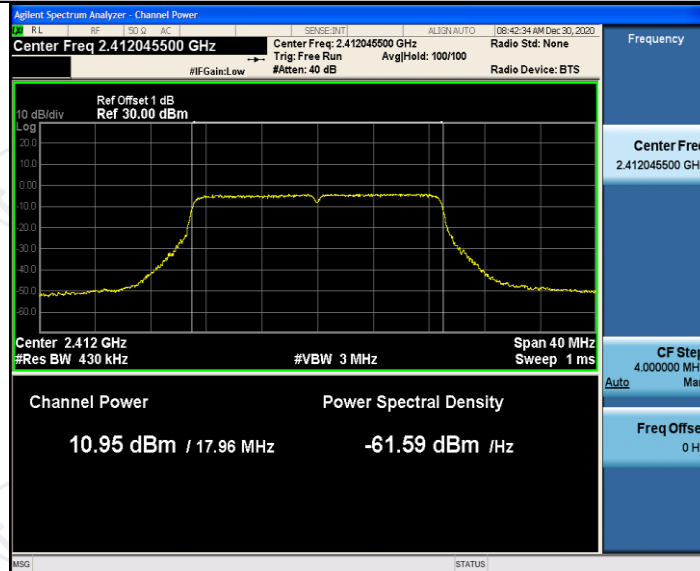 Agilent Spectrum Analyzer - Channel Power
RL RF 50 Ω AC SENSE:INT ALIGN AUTO 08:42:34 AM Dec 30, 2020
Center Freq 2.412045500 GHz Center Freq: 2.412045500 GHz Radio Std: None
Trig: Free Run Avg|Hold: 100/100
#IFGain:Low #Atten: 40 dB Radio Device: BTS
Frequency
Ref Offset 1 dB
10 dB/div Ref 30.00 dBm
Log
20.0
10.0
0.00
-10.0
-20.0
-30.0
-40.0
-50.0
-60.0
Center 2.412 GHz Span 40 MHz
#Res BW 430 kHz #VBW 3 MHz Sweep 1 ms
Channel Power Power Spectral Density
10.95 dBm / 17.96 MHz -61.59 dBm /Hz
Center Fre
2.412045500 GH
CF Step
4.000000 MH
Auto Ma
Freq Offse
0 H
MSG STATUS